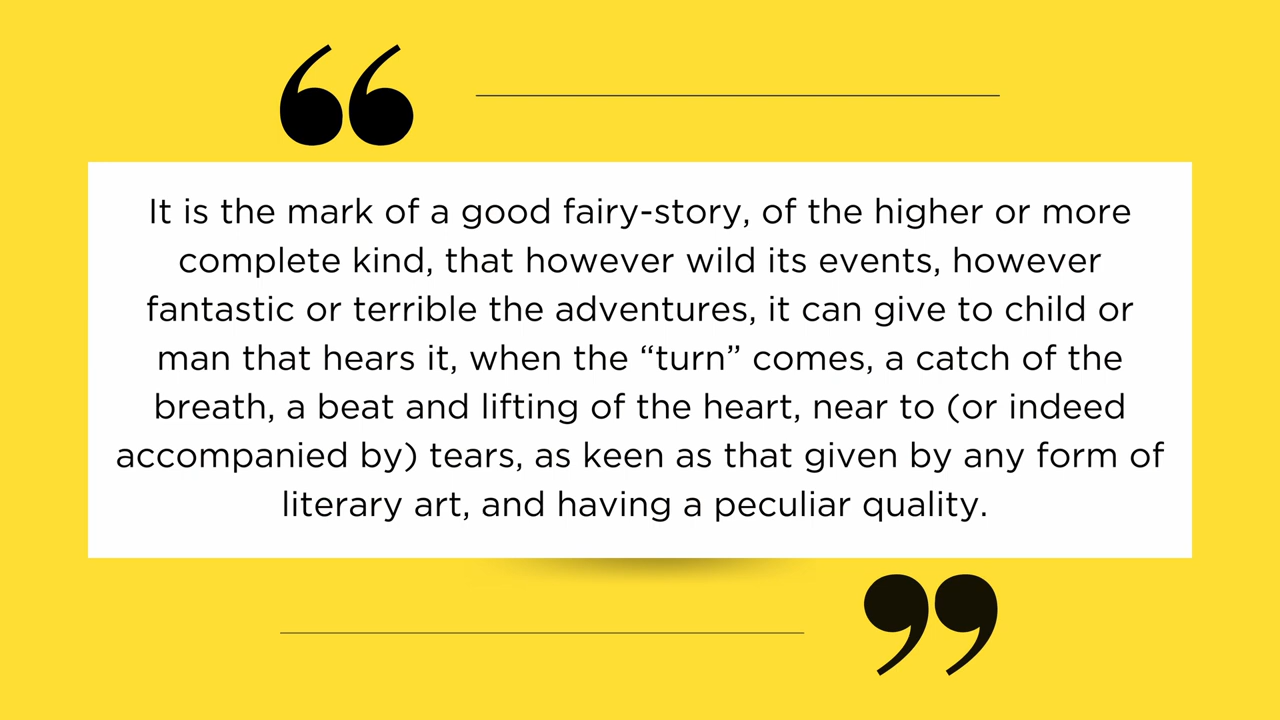 “
It is the mark of a good fairy-story, of the higher or more
complete kind, that however wild its events, however
fantastic or terrible the adventures, it can give to child or
man that hears it, when the “turn” comes, a catch of the
breath, a beat and lifting of the heart, near to (or indeed
accompanied by) tears, as keen as that given by any form of
literary art, and having a peculiar quality.
”